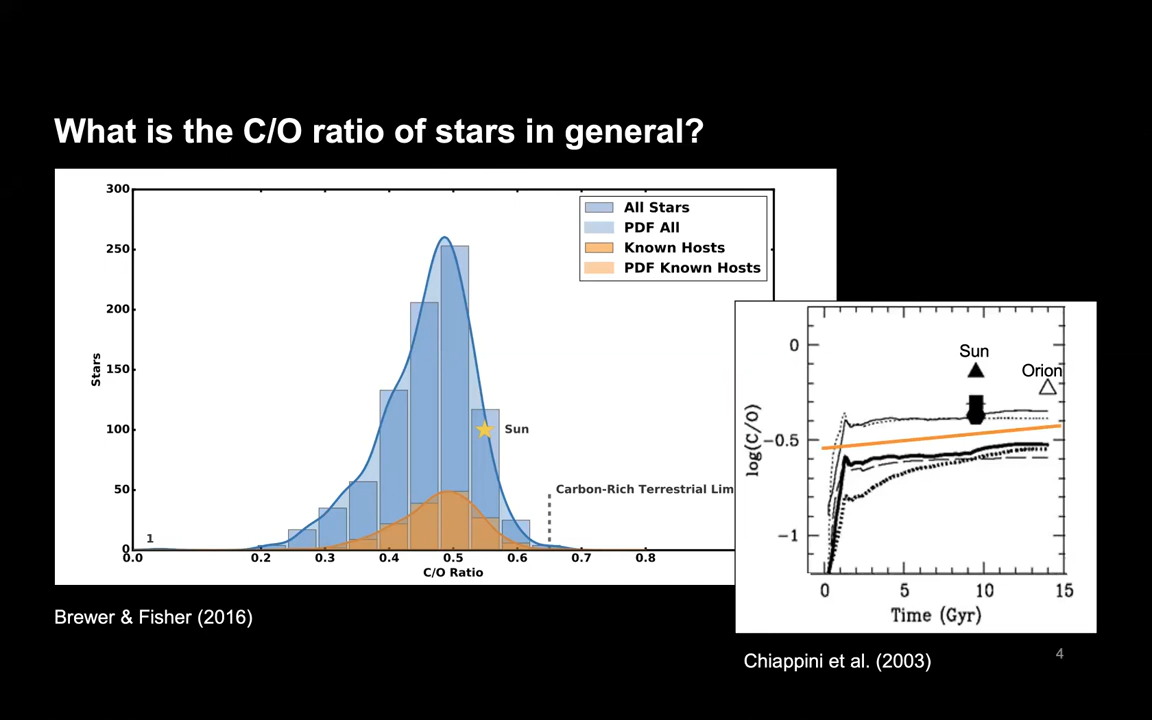 What is the C/O ratio of stars in general?
300
250
200
150
100
50
0
Stars
All Stars
PDF All
Known Hosts
PDF Known Hosts
Sun
Carbon-Rich Terrestrial Lim
1
0.0
0.2
0.3
0.4
0.5
0.6
0.7
0.8
C/O Ratio
Brewer & Fisher (2016)
0
−0.5
−1
log(C/O)
Sun
Orion
0
5
10
15
Time (Gyr)
Chiappini et al. (2003)
4